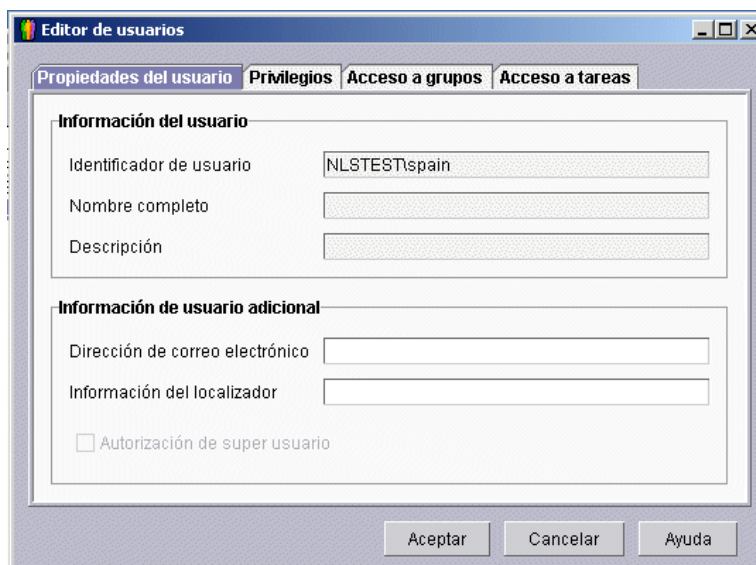 Editor de usuarios
Propiedades del usuario Privilegios Acceso a grupos Acceso a tareas
Información del usuario
Identificador de usuario NLSTEST\spain
Nombre completo
Descripción
Información de usuario adicional
Dirección de correo electrónico
Información del localizador
Autorización de super usuario
Aceptar Cancelar Ayuda